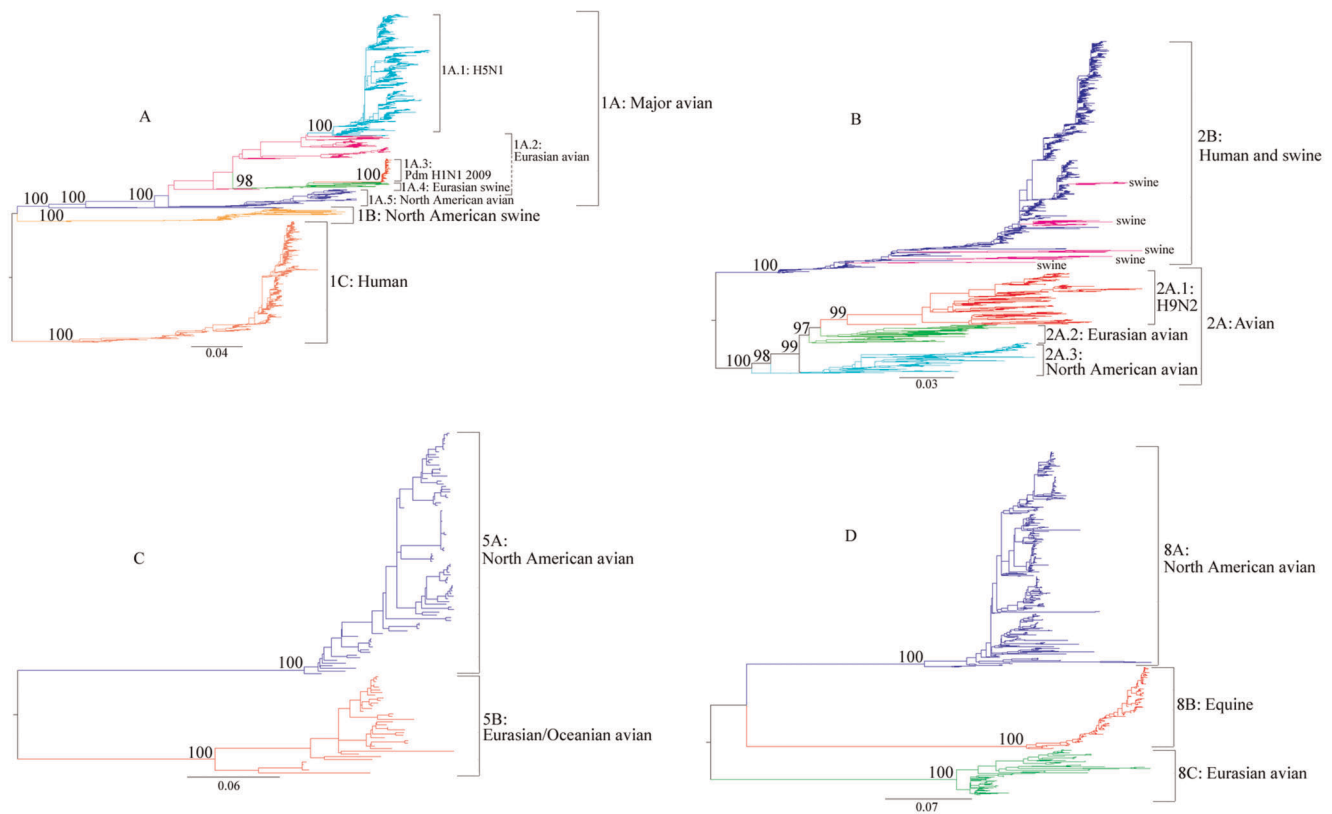 A
100
100
100
100
98
100
100
100
1A.1: H5N1
1A.2:
Eurasian avian
1A.3:
Pdm H1N1 2009
1A.4: Eurasian swine
1A.5: North American avian
1A: Major avian
1B: North American swine
1C: Human
0.04
B
100
swine
swine
swine
swine
swine
2B:
Human and swine
99
97
99
98
100
2A.1:
H9N2
2A.2: Eurasian avian
2A.3:
North American avian
2A: Avian
0.03
C
100
5A:
North American avian
100
5B:
Eurasian/Oceanian avian
0.06
D
100
8A:
North American avian
100
8B: Equine
100
8C: Eurasian avian
0.07